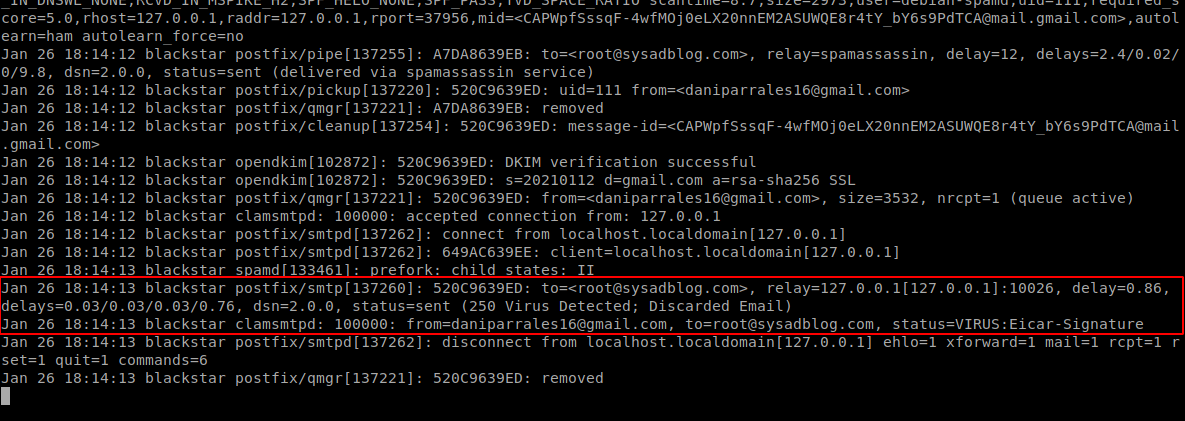 _IN_DNSWL_NONE,RCVD_IN_MSPIKE_H2,SPF_HELO_NONE,SPF_PASS,TVD_SPACE_RATIO scantime=8.7,size=2973,user=debian-spamd,uid=111,required_s
core=5.0,rhost=127.0.0.1,raddr=127.0.0.1,rport=37956,mid=<CAPWpfSssqF-4wfMOj0eLX20nnEM2ASUWQE8r4tY_bY6s9PdTCA@mail.gmail.com>,autol
earn=ham autolearn_force=no
Jan 26 18:14:12 blackstar postfix/pipe[137255]: A7DA8639EB: to=<root@sysadblog.com>, relay=spamassassin, delay=12, delays=2.4/0.02/
0/9.8, dsn=2.0.0, status=sent (delivered via spamassassin service)
Jan 26 18:14:12 blackstar postfix/pickup[137220]: 520C9639ED: uid=111 from=<daniparrales16@gmail.com>
Jan 26 18:14:12 blackstar postfix/qmgr[137221]: A7DA8639EB: removed
Jan 26 18:14:12 blackstar postfix/cleanup[137254]: 520C9639ED: message-id=<CAPWpfSssqF-4wfMOj0eLX20nnEM2ASUWQE8r4tY_bY6s9PdTCA@mail
.gmail.com>
Jan 26 18:14:12 blackstar opendkim[102872]: 520C9639ED: DKIM verification successful
Jan 26 18:14:12 blackstar opendkim[102872]: 520C9639ED: s=20210112 d=gmail.com a=rsa-sha256 SSL
Jan 26 18:14:12 blackstar postfix/qmgr[137221]: 520C9639ED: from=<daniparrales16@gmail.com>, size=3532, nrcpt=1 (queue active)
Jan 26 18:14:12 blackstar clamsmtpd: 100000: accepted connection from: 127.0.0.1
Jan 26 18:14:12 blackstar postfix/smtpd[137262]: connect from localhost.localdomain[127.0.0.1]
Jan 26 18:14:12 blackstar postfix/smtpd[137262]: 649AC639EE: client=localhost.localdomain[127.0.0.1]
Jan 26 18:14:13 blackstar spamd[133461]: prefork: child states: II
Jan 26 18:14:13 blackstar postfix/smtp[137260]: 520C9639ED: to=<root@sysadblog.com>, relay=127.0.0.1[127.0.0.1]:10026, delay=0.86,
delays=0.03/0.03/0.03/0.76, dsn=2.0.0, status=sent (250 Virus Detected; Discarded Email)
Jan 26 18:14:13 blackstar clamsmtpd: 100000: from=daniparrales16@gmail.com, to=root@sysadblog.com, status=VIRUS:Eicar-Signature
Jan 26 18:14:13 blackstar postfix/smtpd[137262]: disconnect from localhost.localdomain[127.0.0.1] ehlo=1 xforward=1 mail=1 rcpt=1 r
set=1 quit=1 commands=6
Jan 26 18:14:13 blackstar postfix/qmgr[137221]: 520C9639ED: removed